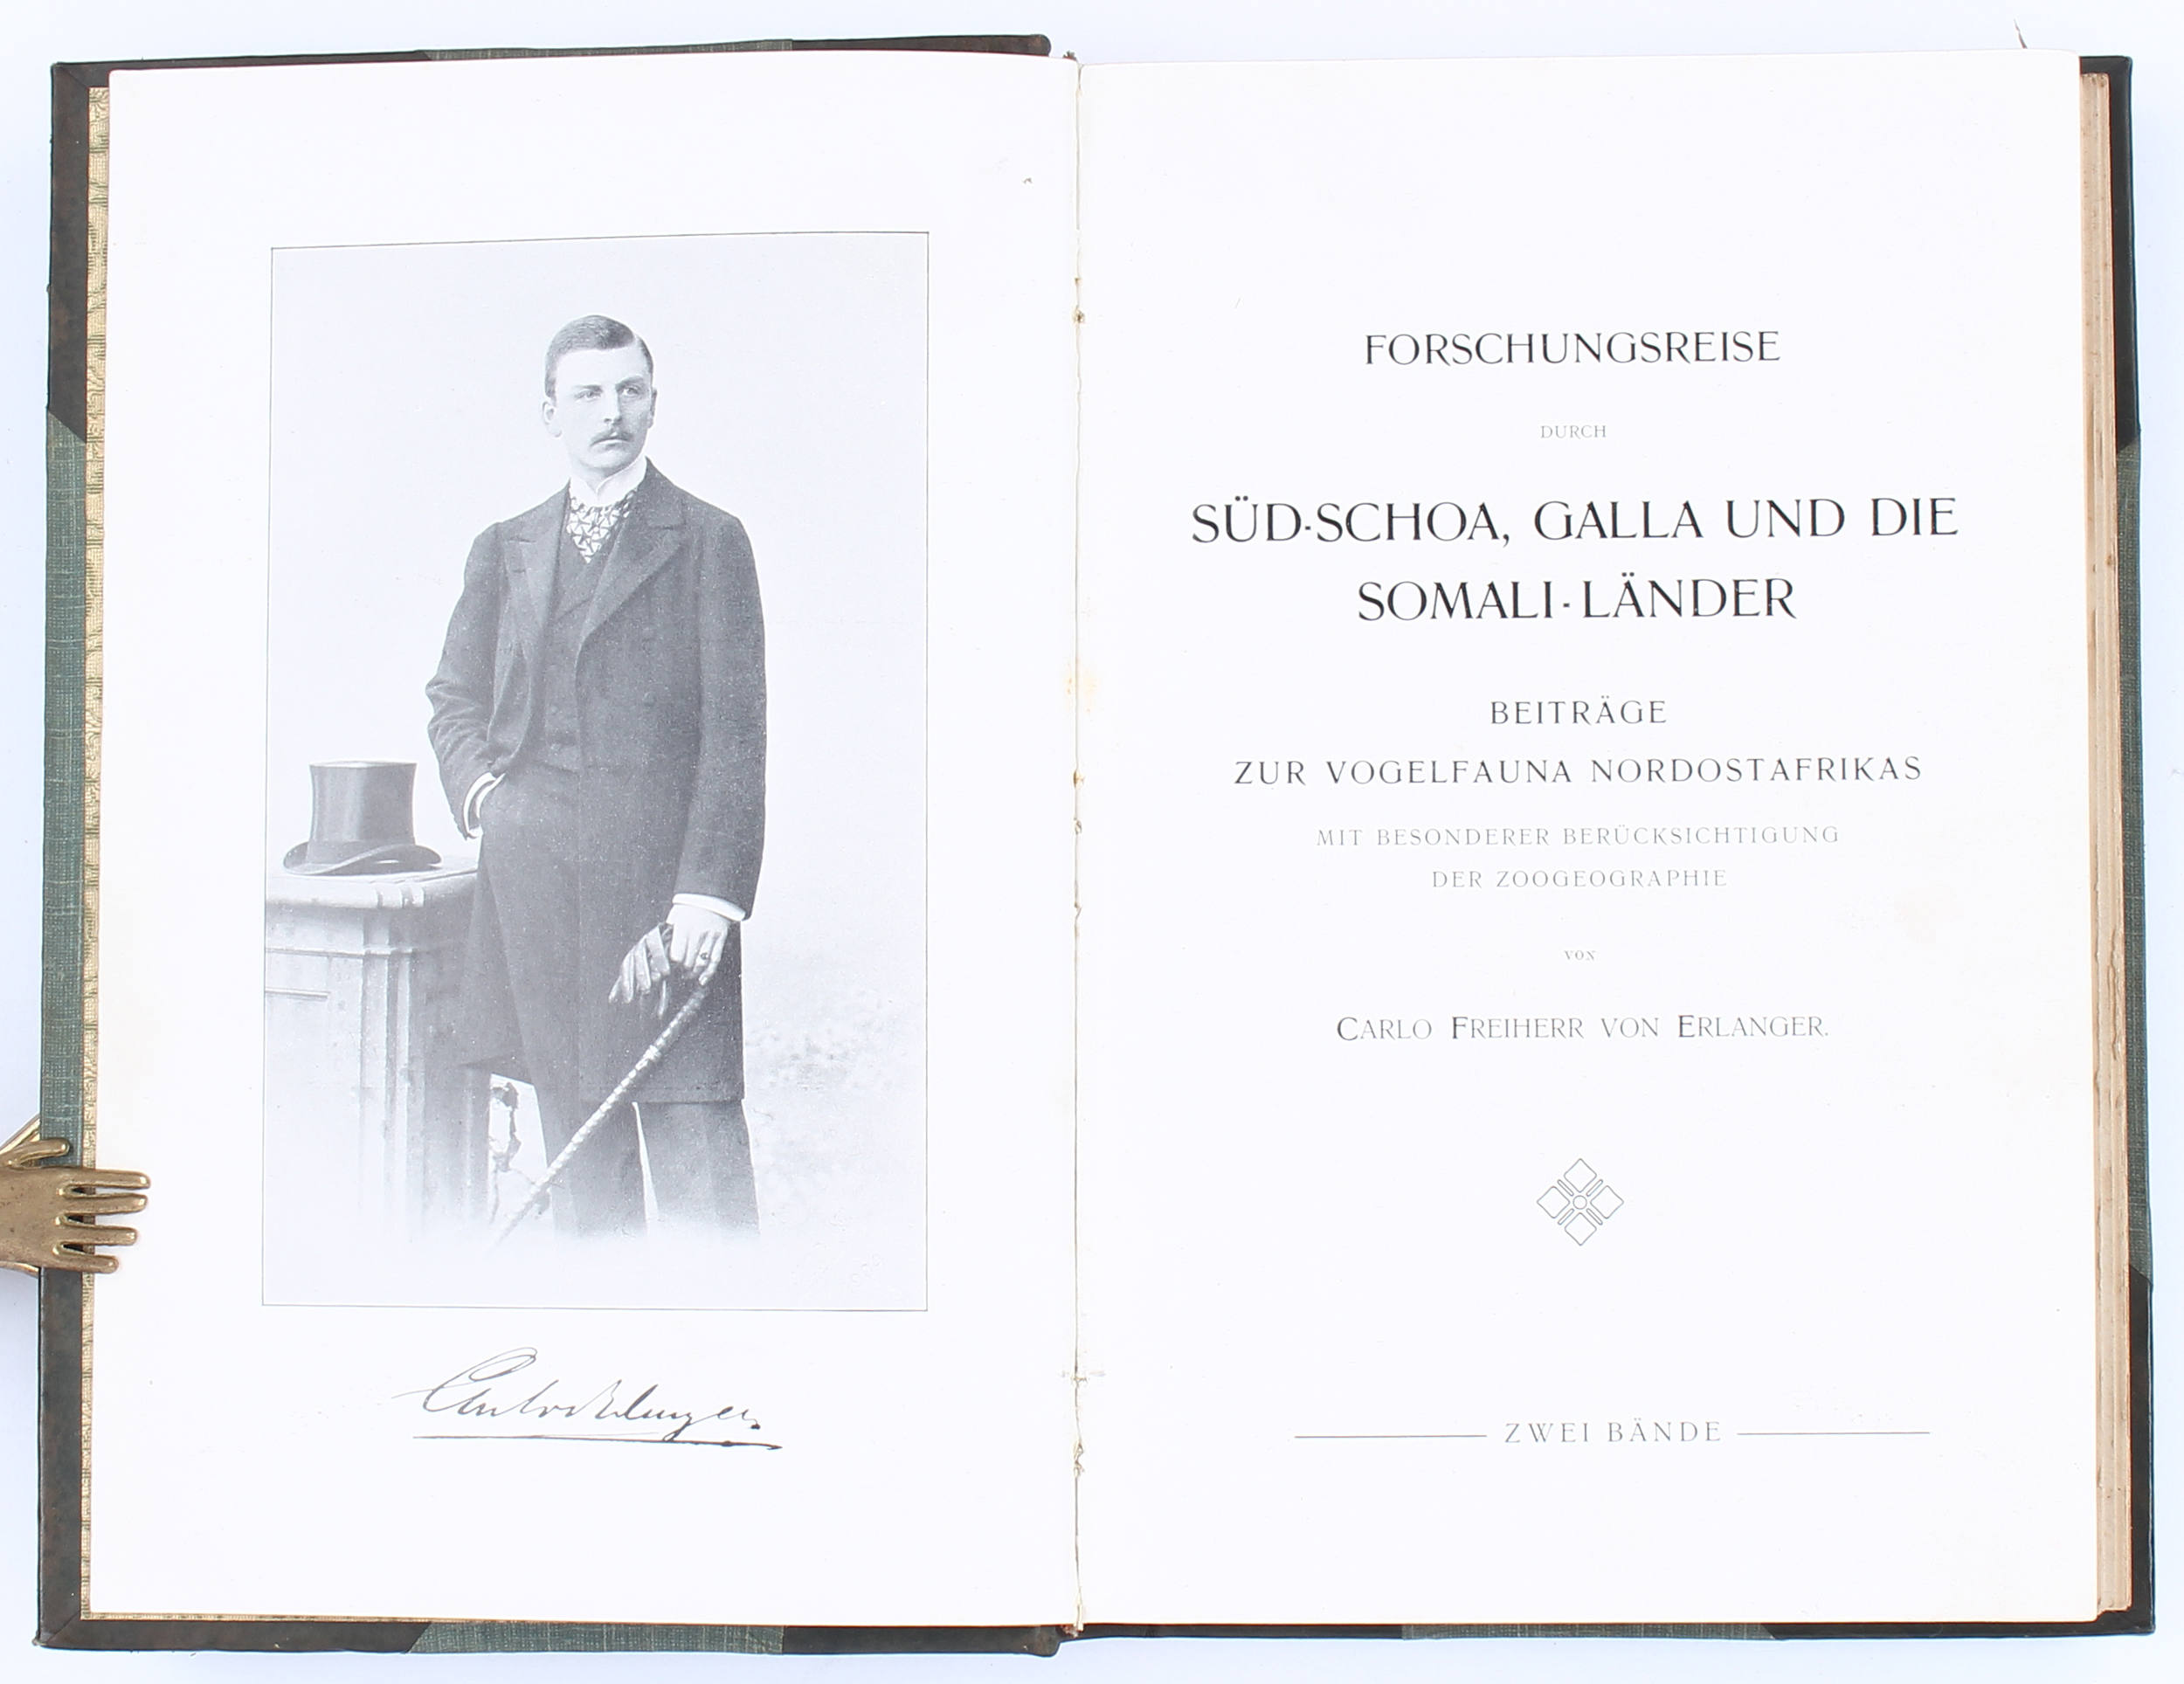 Carlo v Erlanger
FORSCHUNGSREISE
DURCH
SÜD-SCHOA, GALLA UND DIE
SOMALI-LÄNDER
BEITRÄGE
ZUR VOGELFAUNA NORDOSTAFRIKAS
MIT BESONDERER BERÜCKSICHTIGUNG
DER ZOOGEOGRAPHIE
VON
CARLO FREIHERR VON ERLANGER.
ZWEI BÄNDE